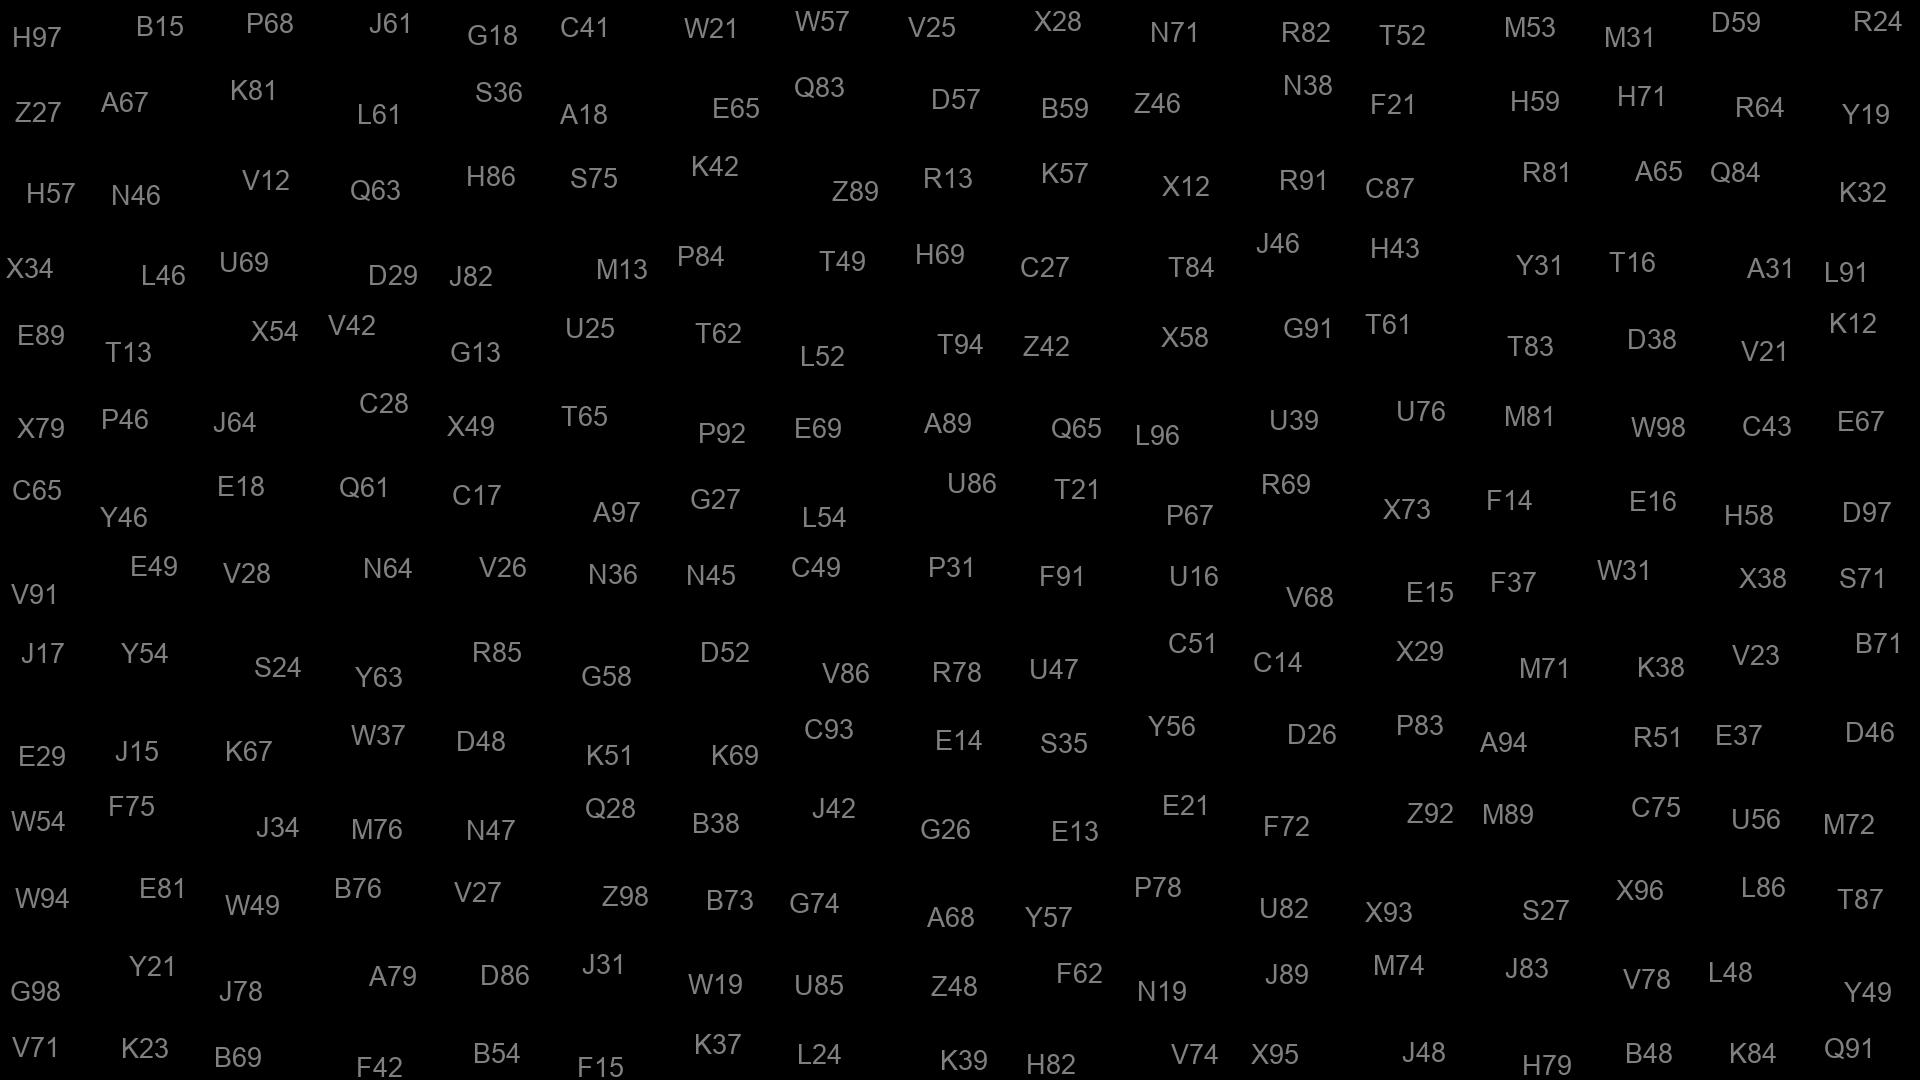 H97 B15 P68 J61 G18 C41 W21 W57 V25 X28 N71 R82 T52 M53 M31 D59 R24
Z27 A67 K81 L61 S36 A18 E65 Q83 D57 B59 Z46 N38 F21 H59 H71 R64 Y19
H57 N46 V12 Q63 H86 S75 K42 Z89 R13 K57 X12 R91 C87 R81 A65 Q84 K32
X34 L46 U69 D29 J82 M13 P84 T49 H69 C27 T84 J46 H43 Y31 T16 A31 L91
E89 T13 X54 V42 G13 U25 T62 L52 T94 Z42 X58 G91 T61 T83 D38 V21 K12
X79 P46 J64 C28 X49 T65 P92 E69 A89 Q65 L96 U39 U76 M81 W98 C43 E67
C65 Y46 E18 Q61 C17 A97 G27 L54 U86 T21 P67 R69 X73 F14 E16 H58 D97
V91 E49 V28 N64 V26 N36 N45 C49 P31 F91 U16 V68 E15 F37 W31 X38 S71
J17 Y54 S24 Y63 R85 G58 D52 V86 R78 U47 C51 C14 X29 M71 K38 V23 B71
E29 J15 K67 W37 D48 K51 K69 C93 E14 S35 Y56 D26 P83 A94 R51 E37 D46
W54 F75 J34 M76 N47 Q28 B38 J42 G26 E13 E21 F72 Z92 M89 C75 U56 M72
W94 E81 W49 B76 V27 Z98 B73 G74 A68 Y57 P78 U82 X93 S27 X96 L86 T87
G98 Y21 J78 A79 D86 J31 W19 U85 Z48 F62 N19 J89 M74 J83 V78 L48 Y49
V71 K23 B69 F42 B54 F15 K37 L24 K39 H82 V74 X95 J48 H79 B48 K84 Q91